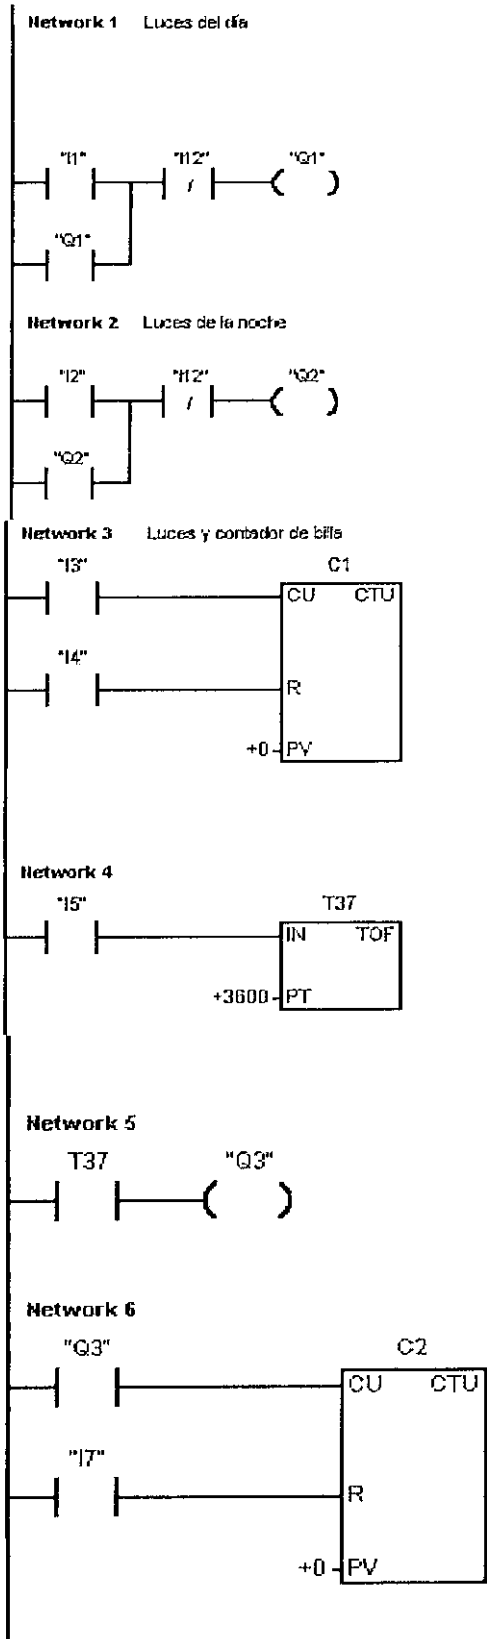 Network 1 Luces del día
"I1" "I12" "Q1"
/
"Q1"
Network 2 Luces de la noche
"I2" "I12" "Q2"
/
"Q2"
Network 3 Luces y contador de billa
"I3" C1
CU CTU
"I4"
R
+0 PV
Network 4
"I5" T37
IN TOF
+3600 PT
Network 5
T37 "Q3"
Network 6
"Q3" C2
CU CTU
"I7"
R
+0 PV